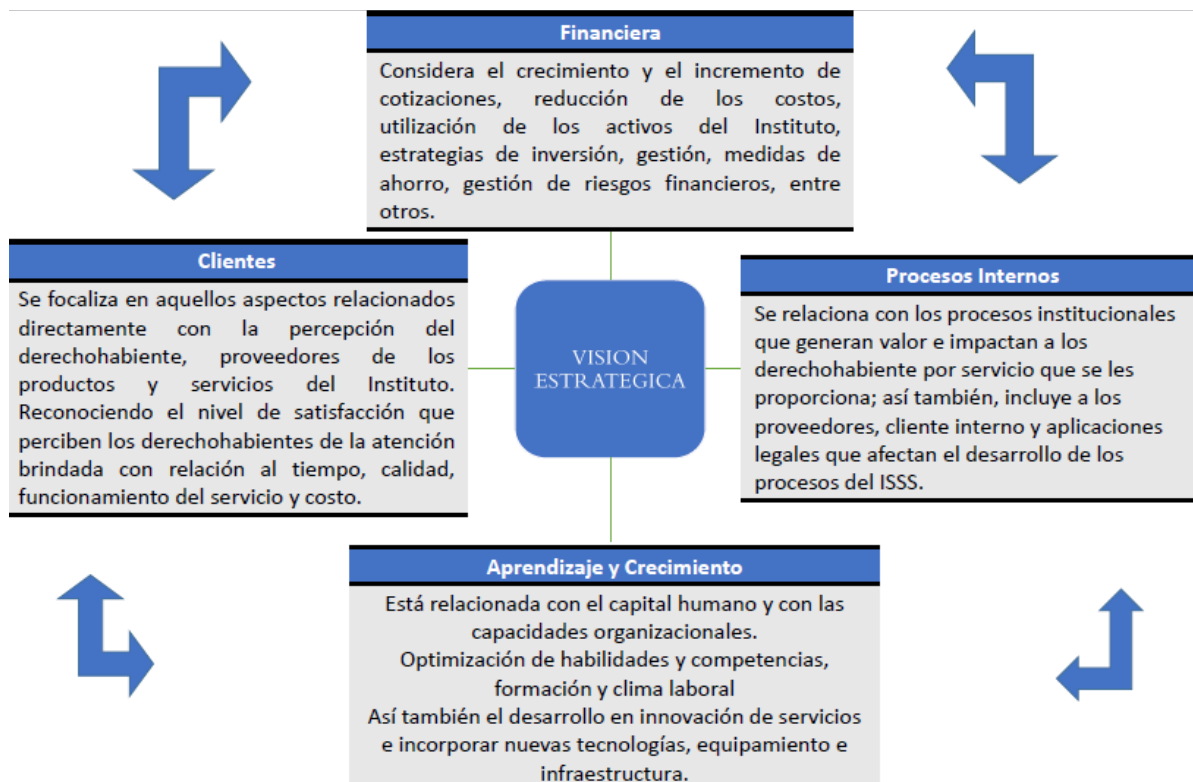 Financiera
Considera el crecimiento y el incremento de
cotizaciones, reducción de los costos,
utilización de los activos del Instituto,
estrategias de inversión, gestión, medidas de
ahorro, gestión de riesgos financieros, entre
otros.
Clientes
Se focaliza en aquellos aspectos relacionados
directamente con la percepción del
derechohabiente, proveedores de los
productos y servicios del Instituto.
Reconociendo el nivel de satisfacción que
perciben los derechohabientes de la atención
brindada con relación al tiempo, calidad,
funcionamiento del servicio y costo.
VISION
ESTRATEGICA
Procesos Internos
Se relaciona con los procesos institucionales
que generan valor e impactan a los
derechohabiente por servicio que se les
proporciona; así también, incluye a los
proveedores, cliente interno y aplicaciones
legales que afectan el desarrollo de los
procesos del ISSS.
Aprendizaje y Crecimiento
Está relacionada con el capital humano y con las
capacidades organizacionales.
Optimización de habilidades y competencias,
formación y clima laboral
Así también el desarrollo en innovación de servicios
e incorporar nuevas tecnologías, equipamiento e
infraestructura.